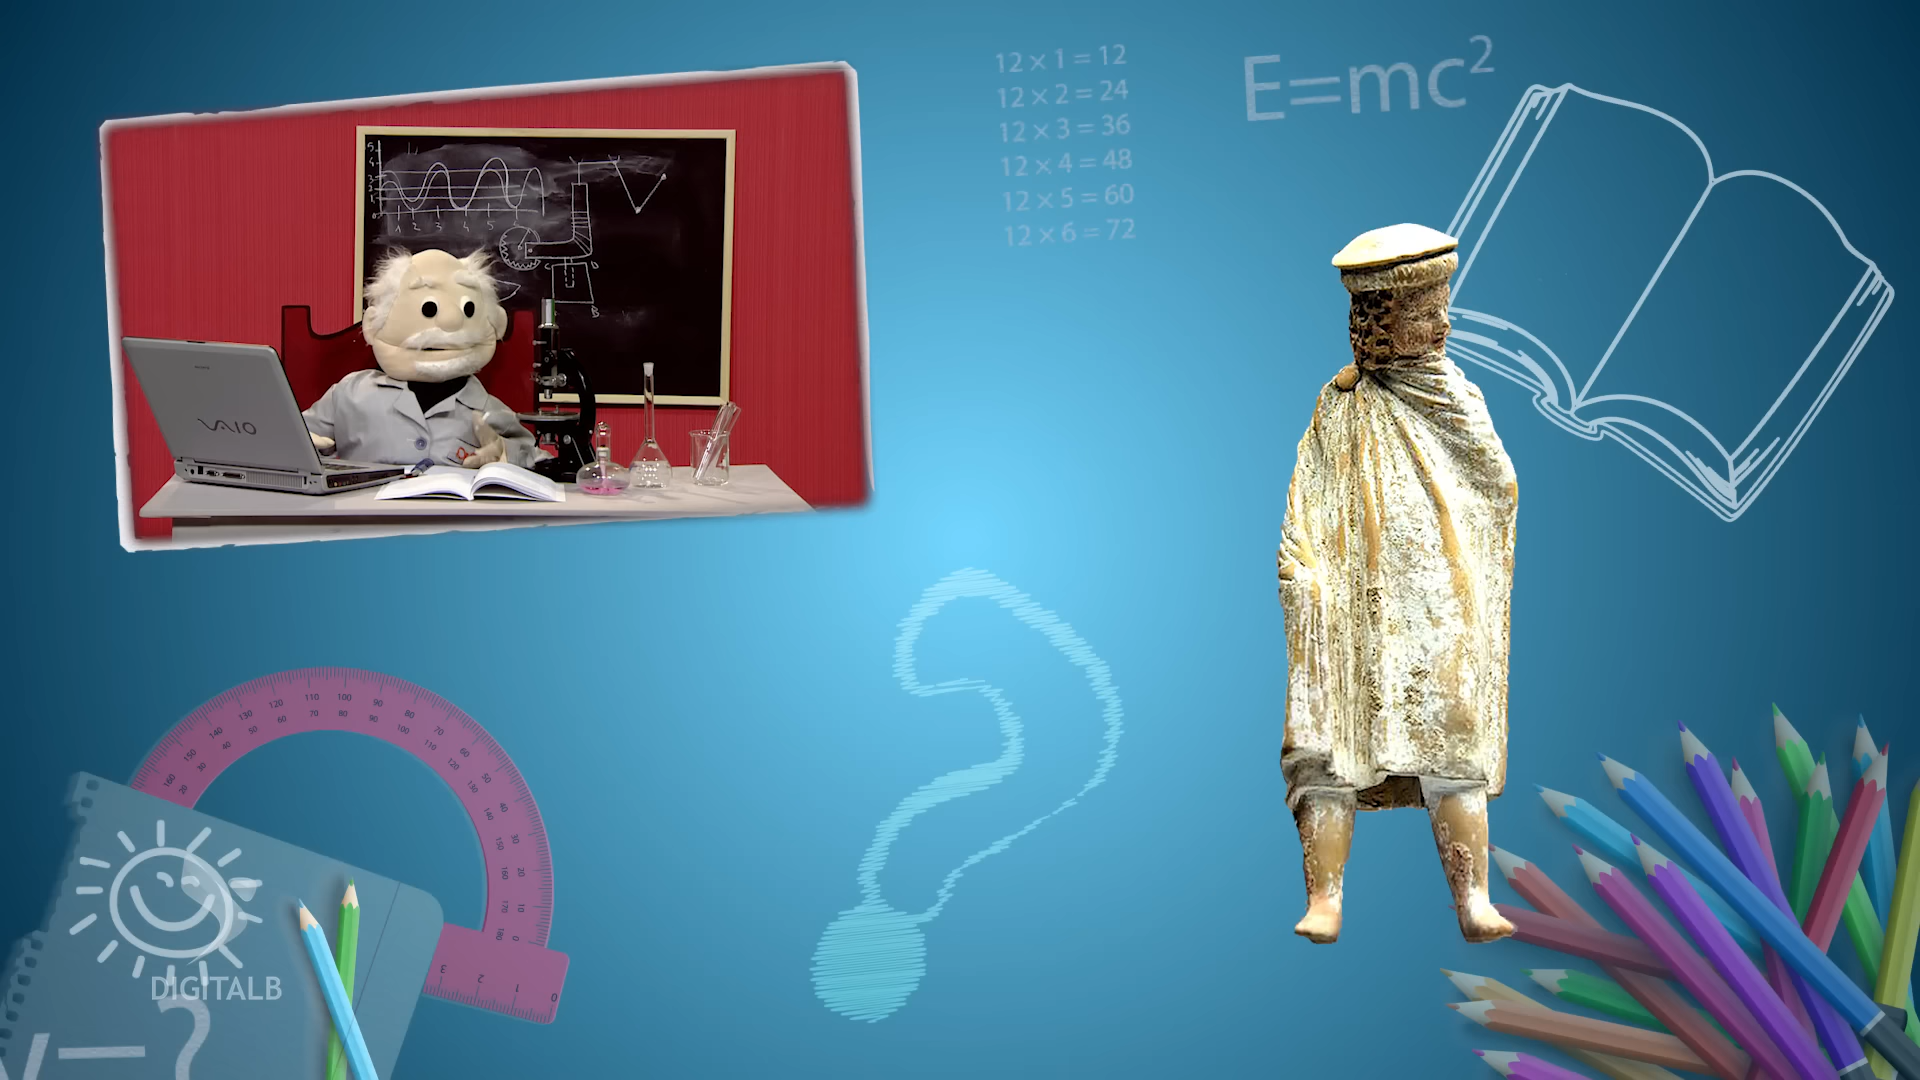 12 x 1 = 12
12 x 2 = 24
12 x 3 = 36
12 x 4 = 48
12 x 5 = 60
12 x 6 = 72
E=mc²
VAIO
DIGITALB